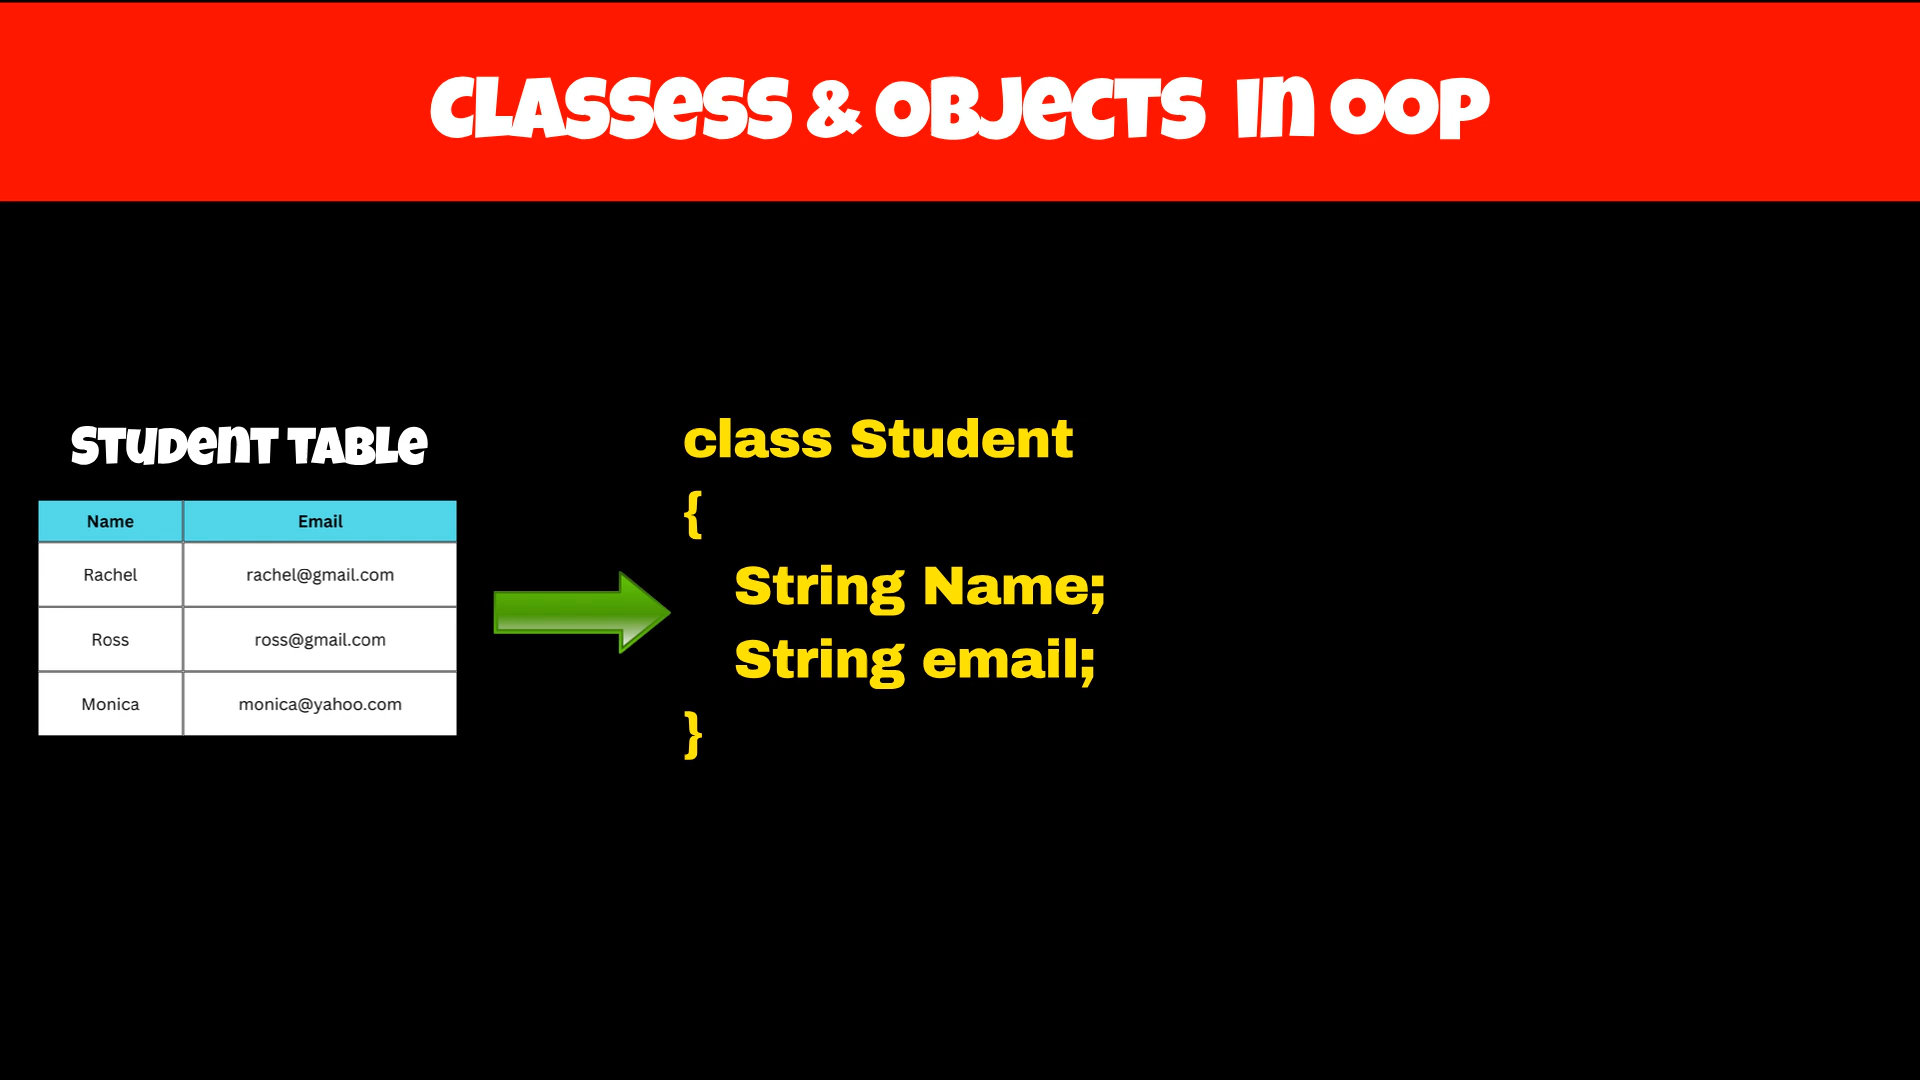 CLASSESS & OBJECTS IN OOP
STUDENT TABLE
Name Email
Rachel rachel@gmail.com
Ross ross@gmail.com
Monica monica@yahoo.com
class Student
{
String Name;
String email;
}